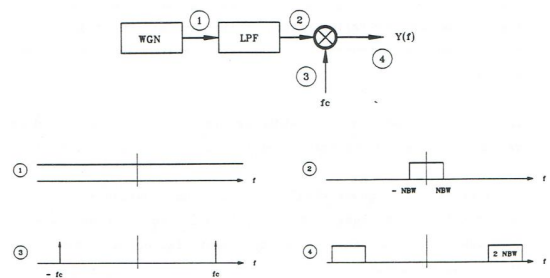 ① ②
WGN LPF Y(f)
③ ④
fc
① f
② f
- NBW NBW
③ f
- fc fc
④ 2 NBW f